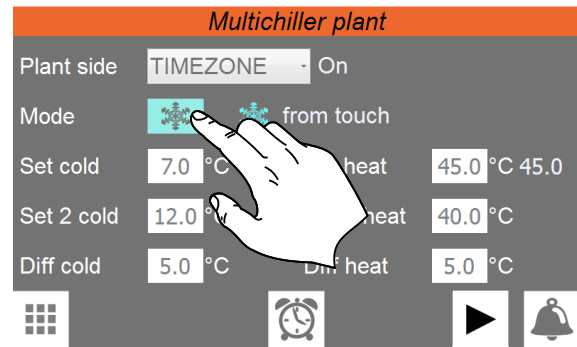 Multichiller plant
Plant side TIMEZONE On
Mode from touch
Set cold 7.0 °C heat 45.0 °C 45.0
Set 2 cold 12.0 heat 40.0 °C
Diff cold 5.0 °C Diff heat 5.0 °C